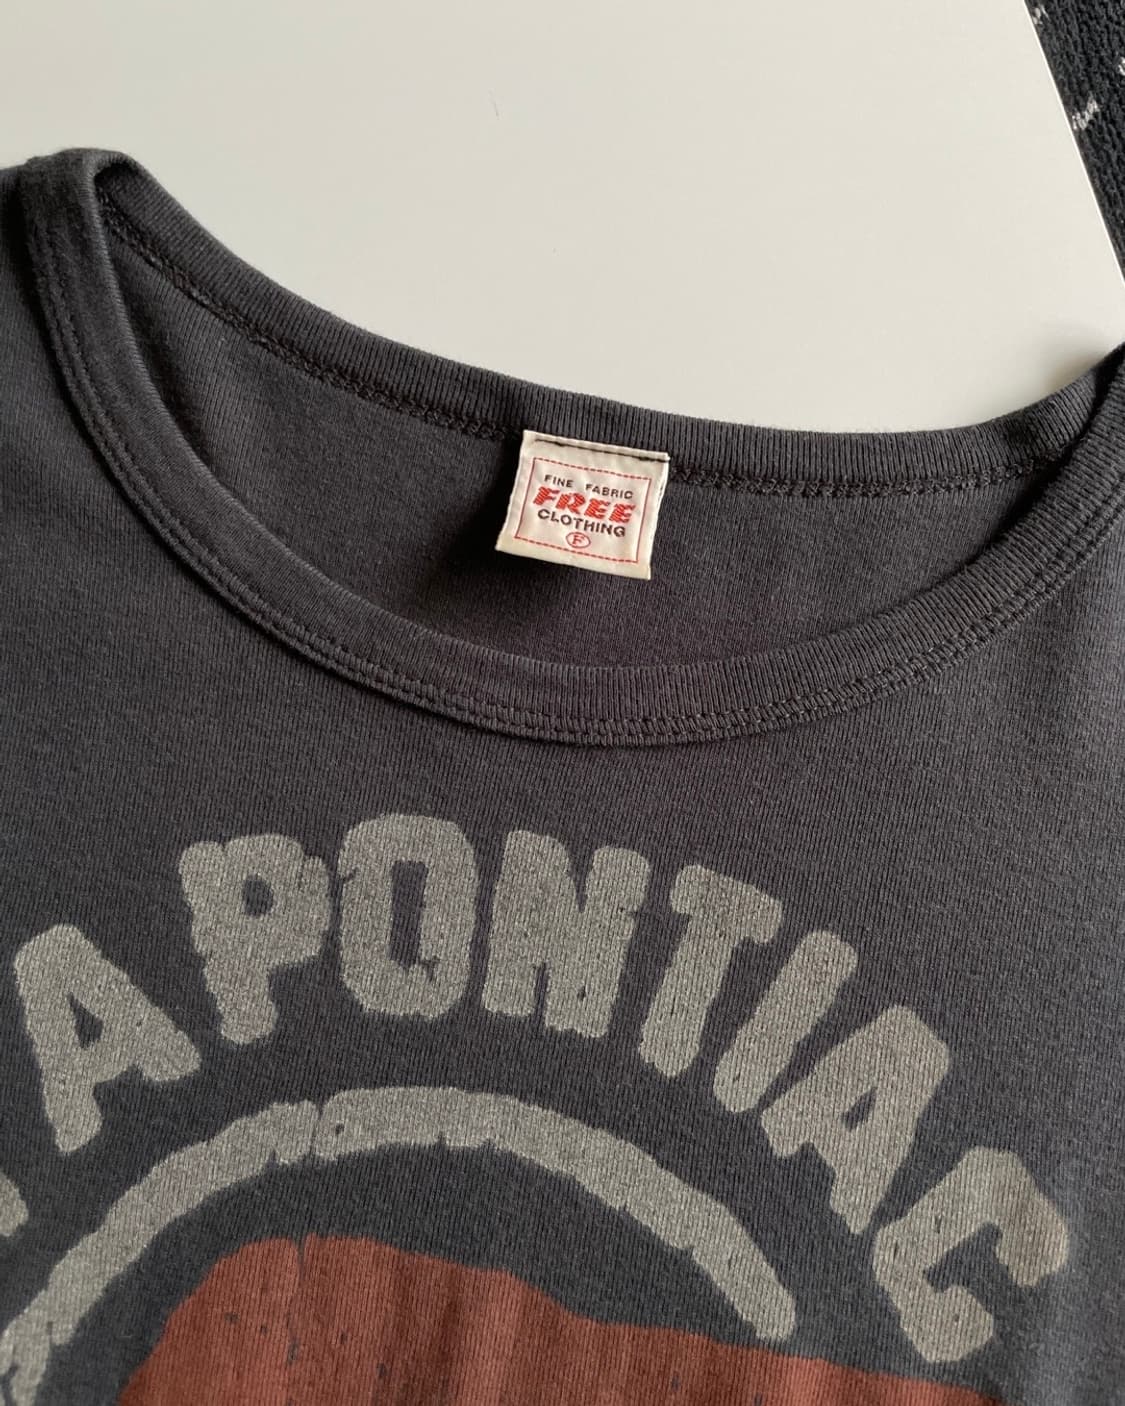 FINE FABRIC
FREE
CLOTHING
F
A PONTIAC